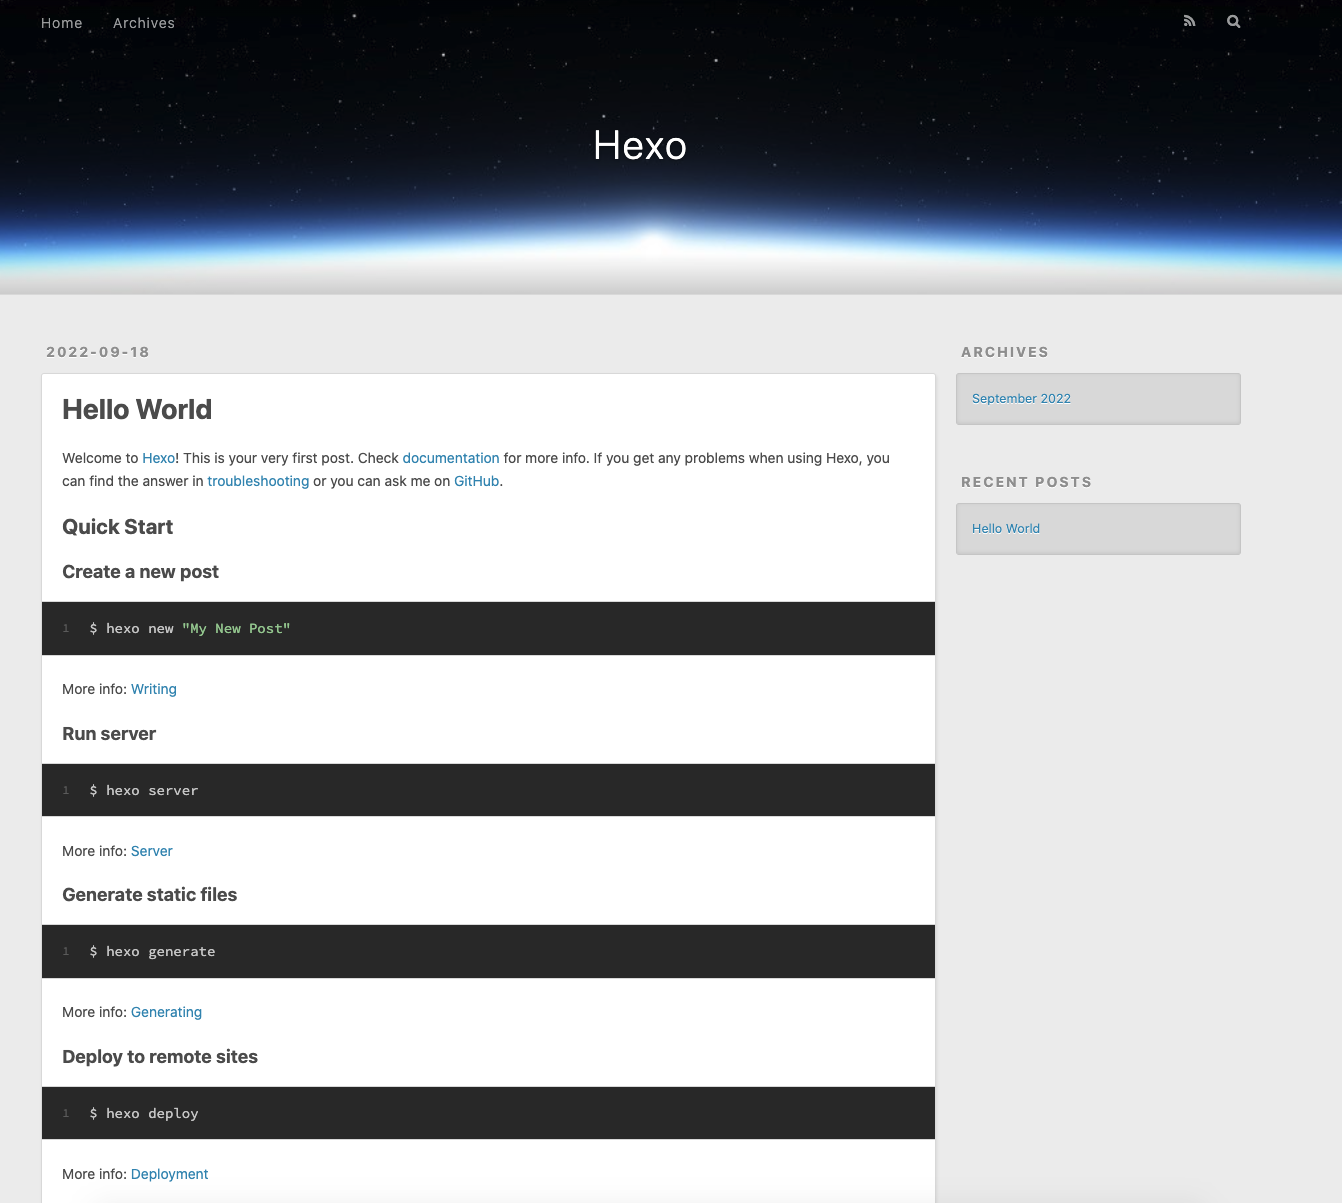 Home Archives
Hexo
2022-09-18
Hello World
Welcome to Hexo! This is your very first post. Check documentation for more info. If you get any problems when using Hexo, you
can find the answer in troubleshooting or you can ask me on GitHub.
Quick Start
Create a new post
1 $ hexo new "My New Post"
More info: Writing
Run server
1 $ hexo server
More info: Server
Generate static files
1 $ hexo generate
More info: Generating
Deploy to remote sites
1 $ hexo deploy
More info: Deployment
ARCHIVES
September 2022
RECENT POSTS
Hello World